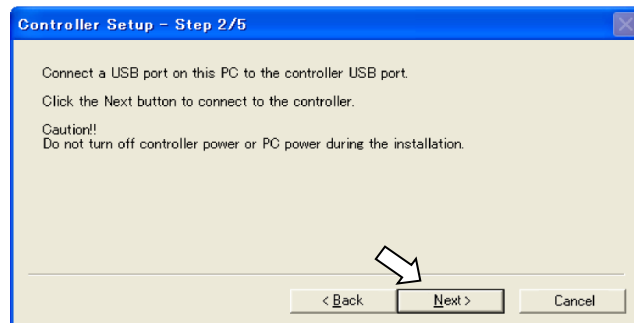 Controller Setup - Step 2/5
Connect a USB port on this PC to the controller USB port.
Click the Next button to connect to the controller.
Caution!!
Do not turn off controller power or PC power during the installation.
< Back
Next >
Cancel